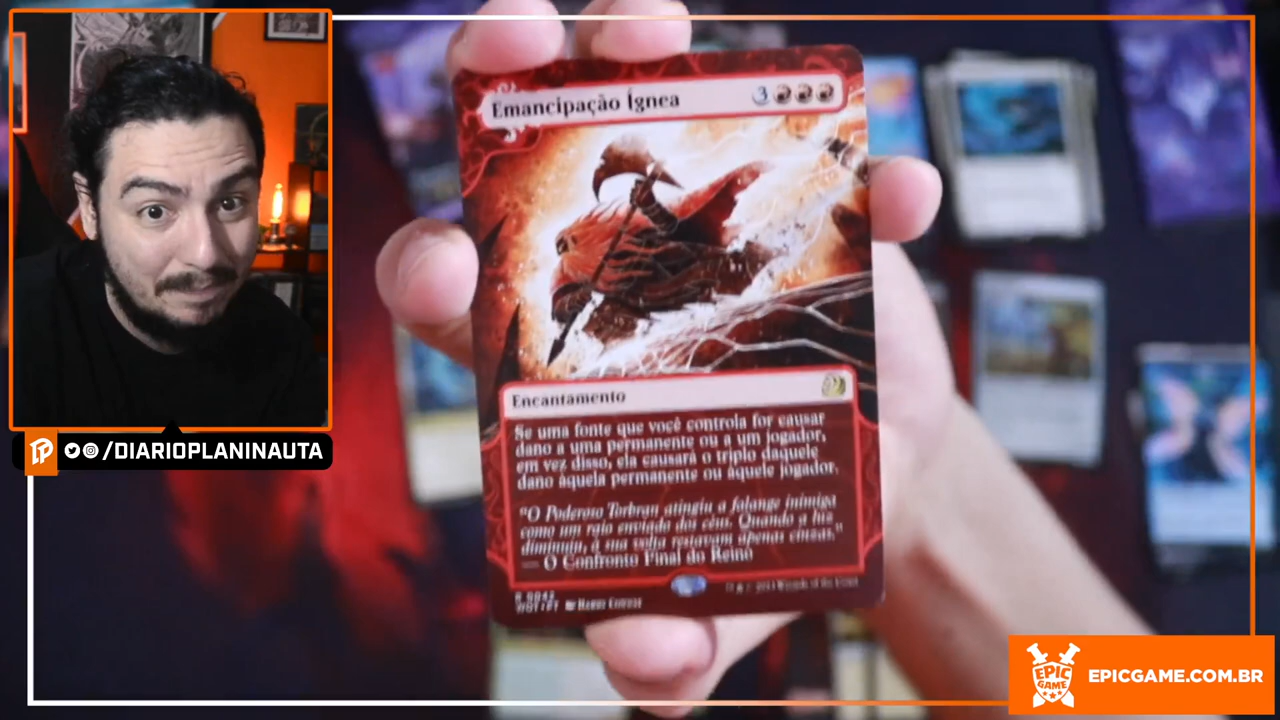 Emancipação Ígnea
3
Encantamento
Se uma fonte que você controla for causar
dano a uma permanente ou a um jogador,
em vez disso, ela causará o triplo daquele
dano àquela permanente ou àquele jogador.
"O Poderoso Torbran atingiu a falange inimiga
como um raio enviado dos céus. Quando a luz
diminuiu, à sua volta restavam apenas cinzas."
— O Confronto Final do Reino
R 0042
WOT • PT
/DIARIOPLANINAUTA
EPIC
GAME
EPICGAME.COM.BR